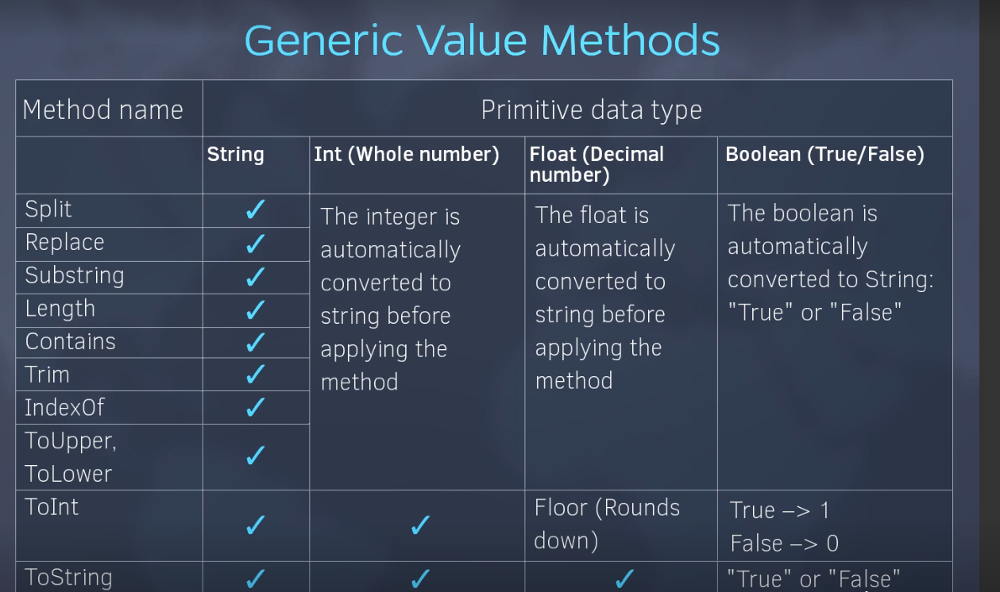 Generic Value Methods
Method name
Primitive data type
String
Int (Whole number)
Float (Decimal
number)
Boolean (True/False)
Split
✓
The integer is
automatically
converted to
string before
applying the
method
The float is
automatically
converted to
string before
applying the
method
The boolean is
automatically
converted to String:
"True" or "False"
Replace
✓
Substring
✓
Length
✓
Contains
✓
Trim
✓
IndexOf
✓
ToUpper,
ToLower
✓
ToInt
✓
✓
Floor (Rounds
down)
True –> 1
False –> 0
ToString
✓
✓
✓
"True" or "False"